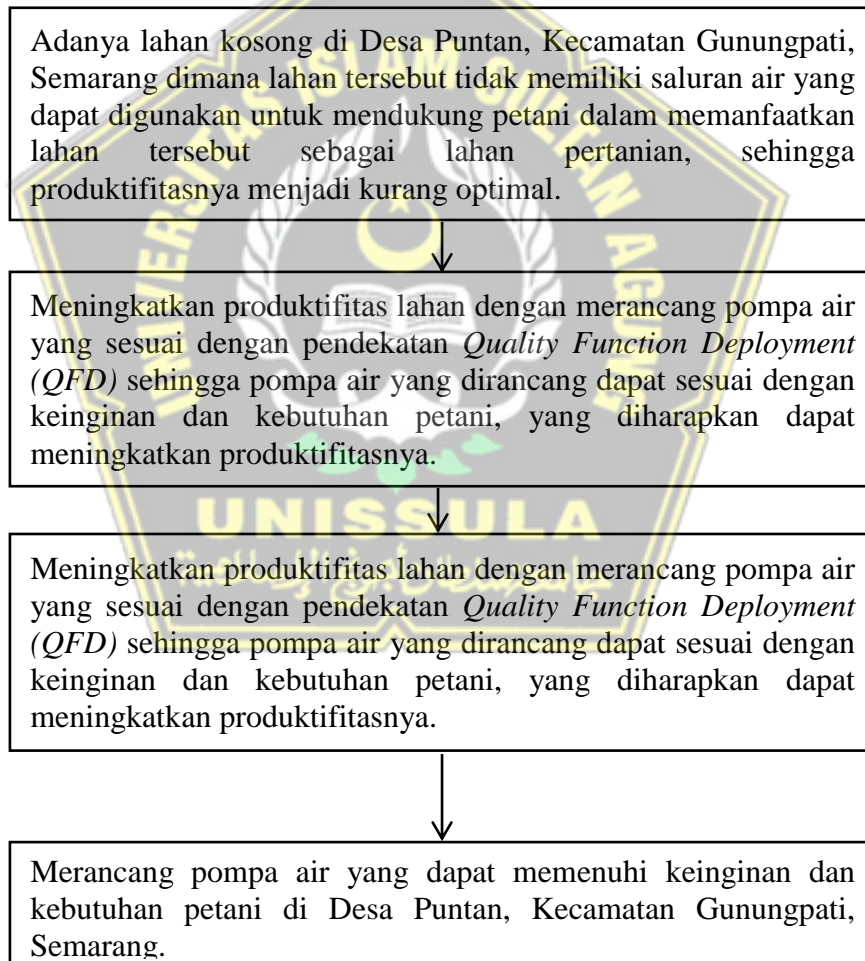 Adanya lahan kosong di Desa Puntan, Kecamatan Gunungpati,
Semarang dimana lahan tersebut tidak memiliki saluran air yang
dapat digunakan untuk mendukung petani dalam memanfaatkan
lahan tersebut sebagai lahan pertanian, sehingga
produktifitasnya menjadi kurang optimal.
Meningkatkan produktifitas lahan dengan merancang pompa air
yang sesuai dengan pendekatan Quality Function Deployment
(QFD) sehingga pompa air yang dirancang dapat sesuai dengan
keinginan dan kebutuhan petani, yang diharapkan dapat
meningkatkan produktifitasnya.
UNISSULA
Meningkatkan produktifitas lahan dengan merancang pompa air
yang sesuai dengan pendekatan Quality Function Deployment
(QFD) sehingga pompa air yang dirancang dapat sesuai dengan
keinginan dan kebutuhan petani, yang diharapkan dapat
meningkatkan produktifitasnya.
Merancang pompa air yang dapat memenuhi keinginan dan
kebutuhan petani di Desa Puntan, Kecamatan Gunungpati,
Semarang.
UNIVERSITAS ISLAM SULTAN AGUNG